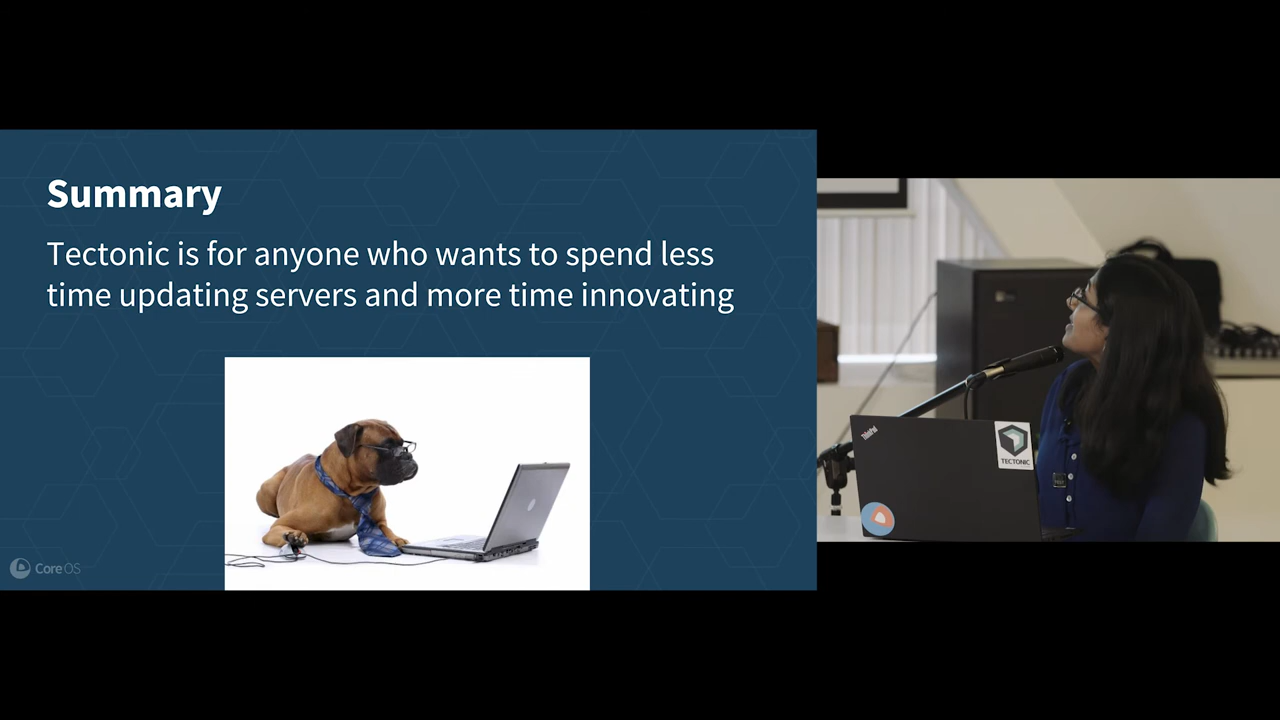 Summary
Tectonic is for anyone who wants to spend less
time updating servers and more time innovating
CoreOS
ThinkPad
TECTONIC